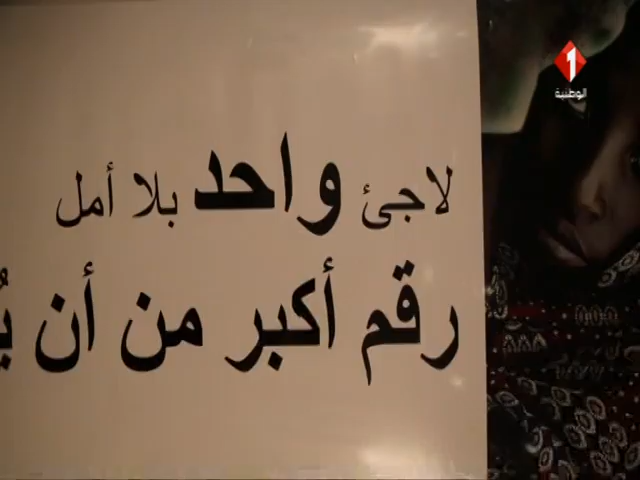 1
الوطنية
لاجئ واحد بلا أمل
رقم أكبر من أن